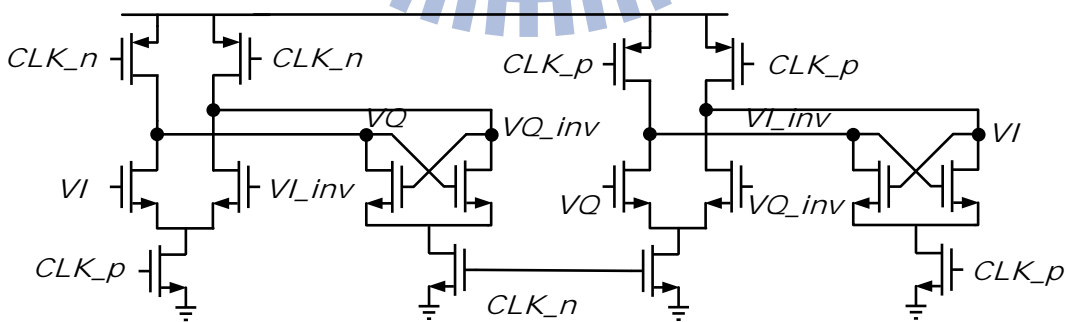 CLK_n
CLK_n
CLK_p
CLK_p
VQ
VQ_inv
VI_inv
VI
VI
VI_inv
VQ
VQ_inv
CLK_p
CLK_n
CLK_p